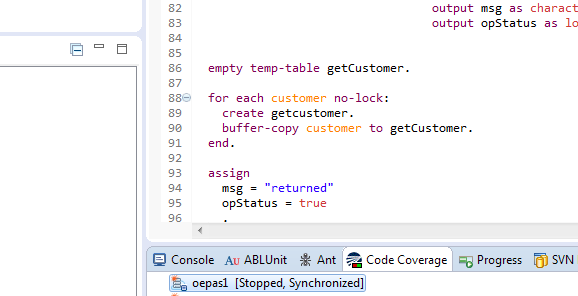 82 output msg as charact
83 output opStatus as lo
84
85
86 empty temp-table getCustomer.
87
88 for each customer no-lock:
89 create getcustomer.
90 buffer-copy customer to getCustomer.
91 end.
92
93 assign
94 msg = "returned"
95 opStatus = true
96 .
Console AU ABLUnit Ant Code Coverage Progress SVN
oepas1 [Stopped, Synchronized]